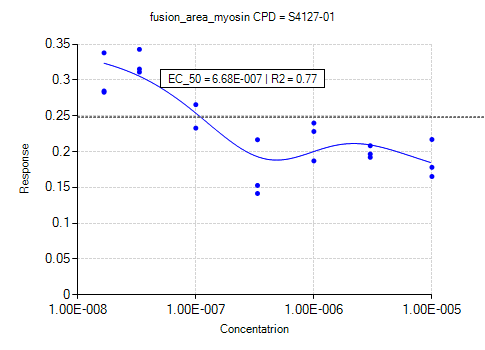 fusion_area_myosin CPD = S4127-01
0.35
EC_50 = 6.68E-007 | R2 = 0.77
0.3
0.25
0.2
0.15
0.1
0.05
0
Response
1.00E-008 1.00E-007 1.00E-006 1.00E-005
Concentatrion